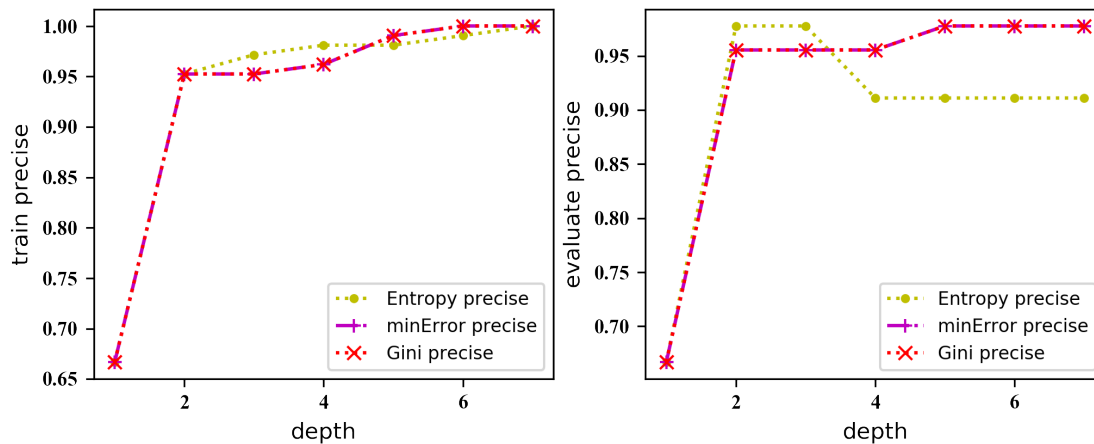 train precise
1.00
0.95
0.90
0.85
0.80
0.75
0.70
0.65
2
4
6
depth
Entropy precise
minError precise
Gini precise
evaluate precise
0.95
0.90
0.85
0.80
0.75
0.70
2
4
6
depth
Entropy precise
minError precise
Gini precise